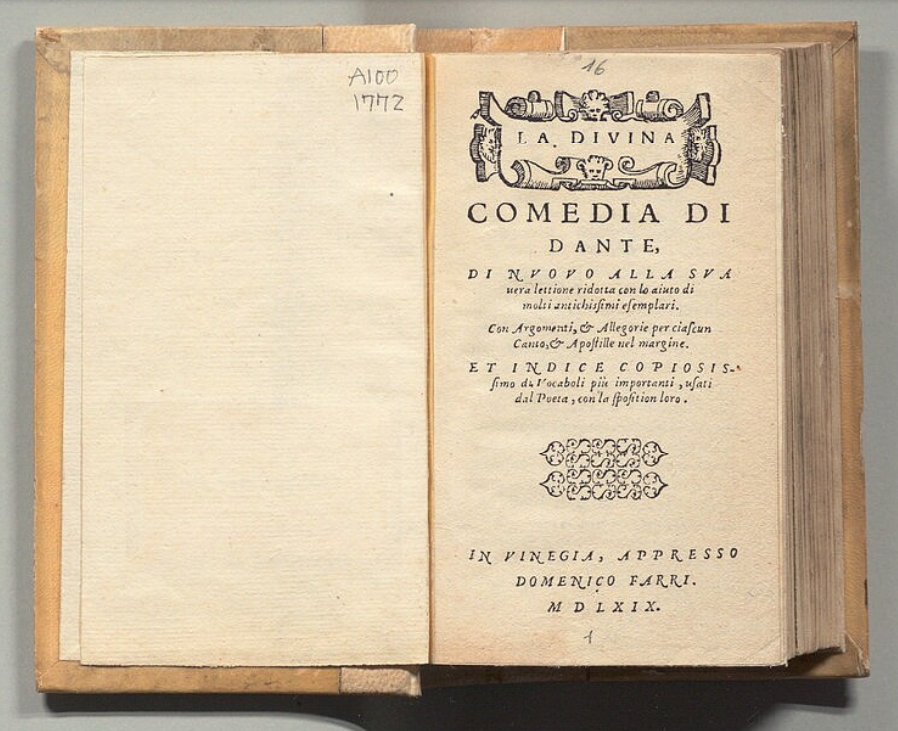 A100
1772
16
LA DIVINA
COMEDIA DI
DANTE,
DI NVOVO ALLA SVA
uera lettione ridotta con lo aiuto di
molti antichiſſimi eſemplari.
Con Argomenti, & Allegorie per ciaſcun
Canto, & Apoſtille nel margine.
ET INDICE COPIOSIS-
ſimo di Vocaboli più importanti, uſati
dal Poeta, con la ſpoſition loro.
IN VINEGIA, APPRESSO
DOMENICO FARRI.
MDLXIX.
1